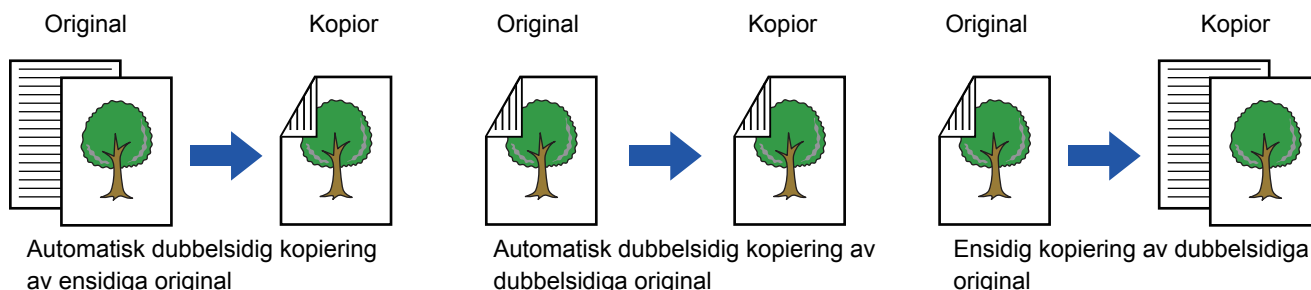 Original
Kopior
Original
Kopior
Original
Kopior
Automatisk dubbelsidig kopiering
av ensidiga original
Automatisk dubbelsidig kopiering av
dubbelsidiga original
Ensidig kopiering av dubbelsidiga
original